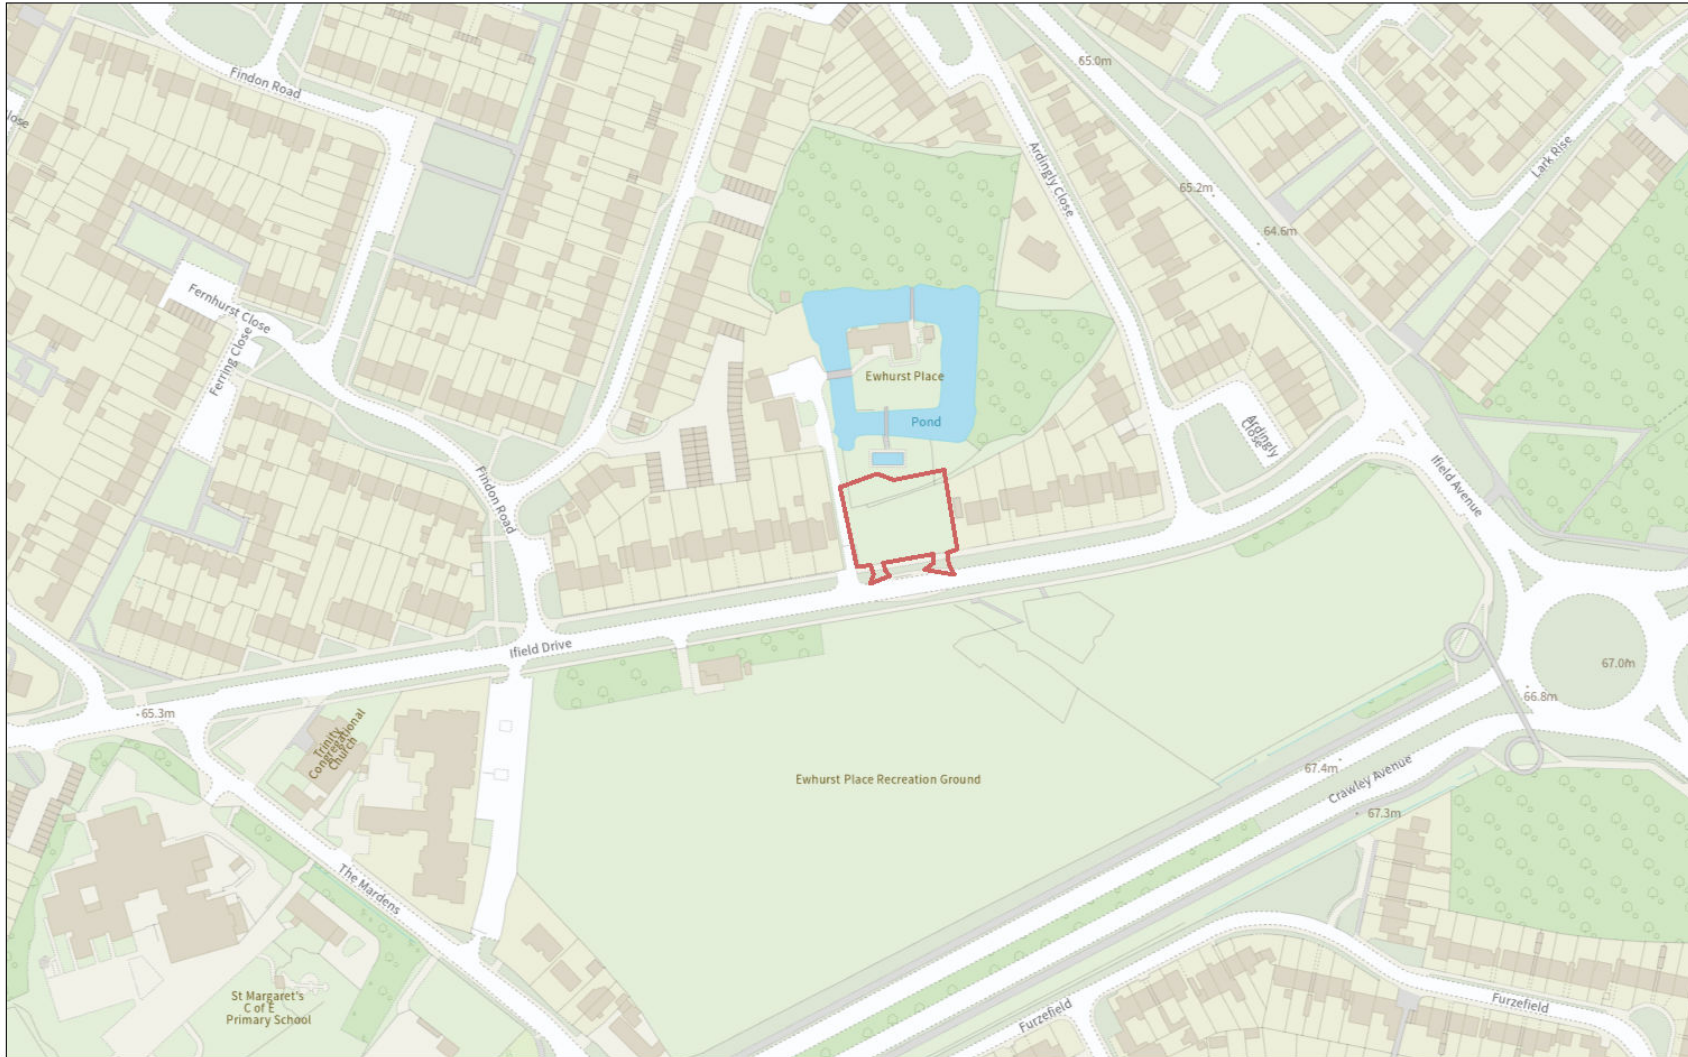 65.0m
Findon Road
lose
Ardingly Close
Lark Rise
65.2m
64.6m
Fernhurst Close
Ferring Close
Ewhurst Place
Pond
Ardingly
Close
Ifield Avenue
Findon Road
Ifield Drive
67.0m
66.8m
65.3m
Trinity
Congregational
Church
67.4m
Ewhurst Place Recreation Ground
Crawley Avenue
67.3m
The Mardens
St Margaret's
C of E
Primary School
Furzefield
Furzefield